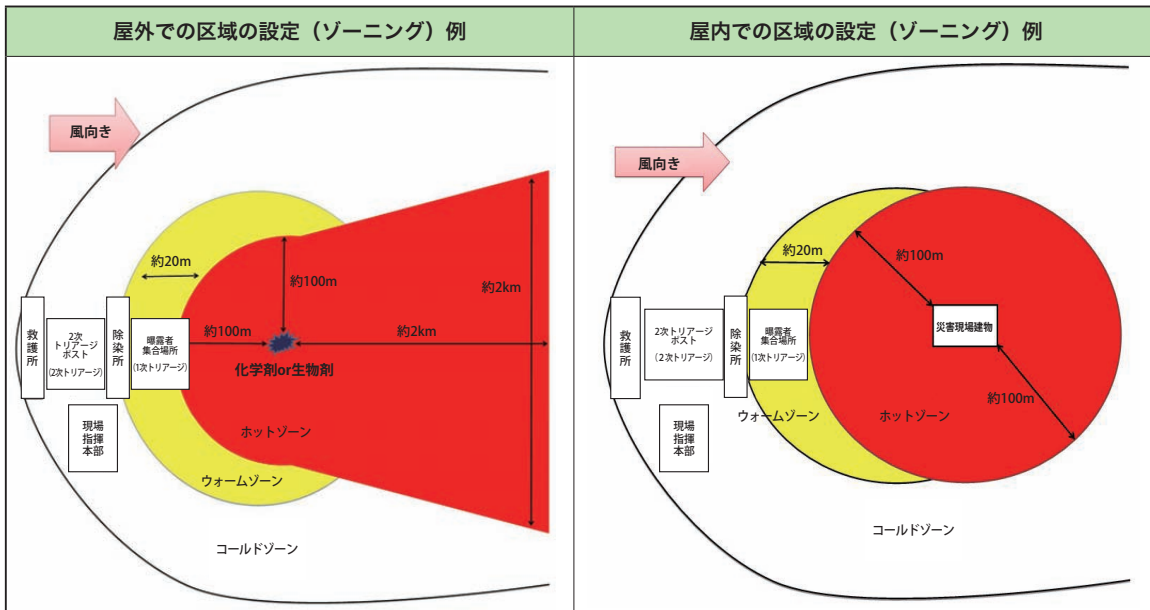 屋外での区域の設定（ゾーニング）例
風向き
約20m
約100m
約2km
約100m
約2km
救護所
2次
トリアージ
ポスト
(2次トリアージ)
除染所
曝露者
集合場所
(1次トリアージ)
化学剤or生物剤
現場
指揮
本部
ホットゾーン
ウォームゾーン
コールドゾーン
屋内での区域の設定（ゾーニング）例
風向き
約20m
約100m
救護所
2次トリアージ
ポスト
(2次トリアージ)
除染所
曝露者
集合場所
(1次トリアージ)
災害現場建物
約100m
現場
指揮
本部
ウォームゾーン
ホットゾーン
コールドゾーン